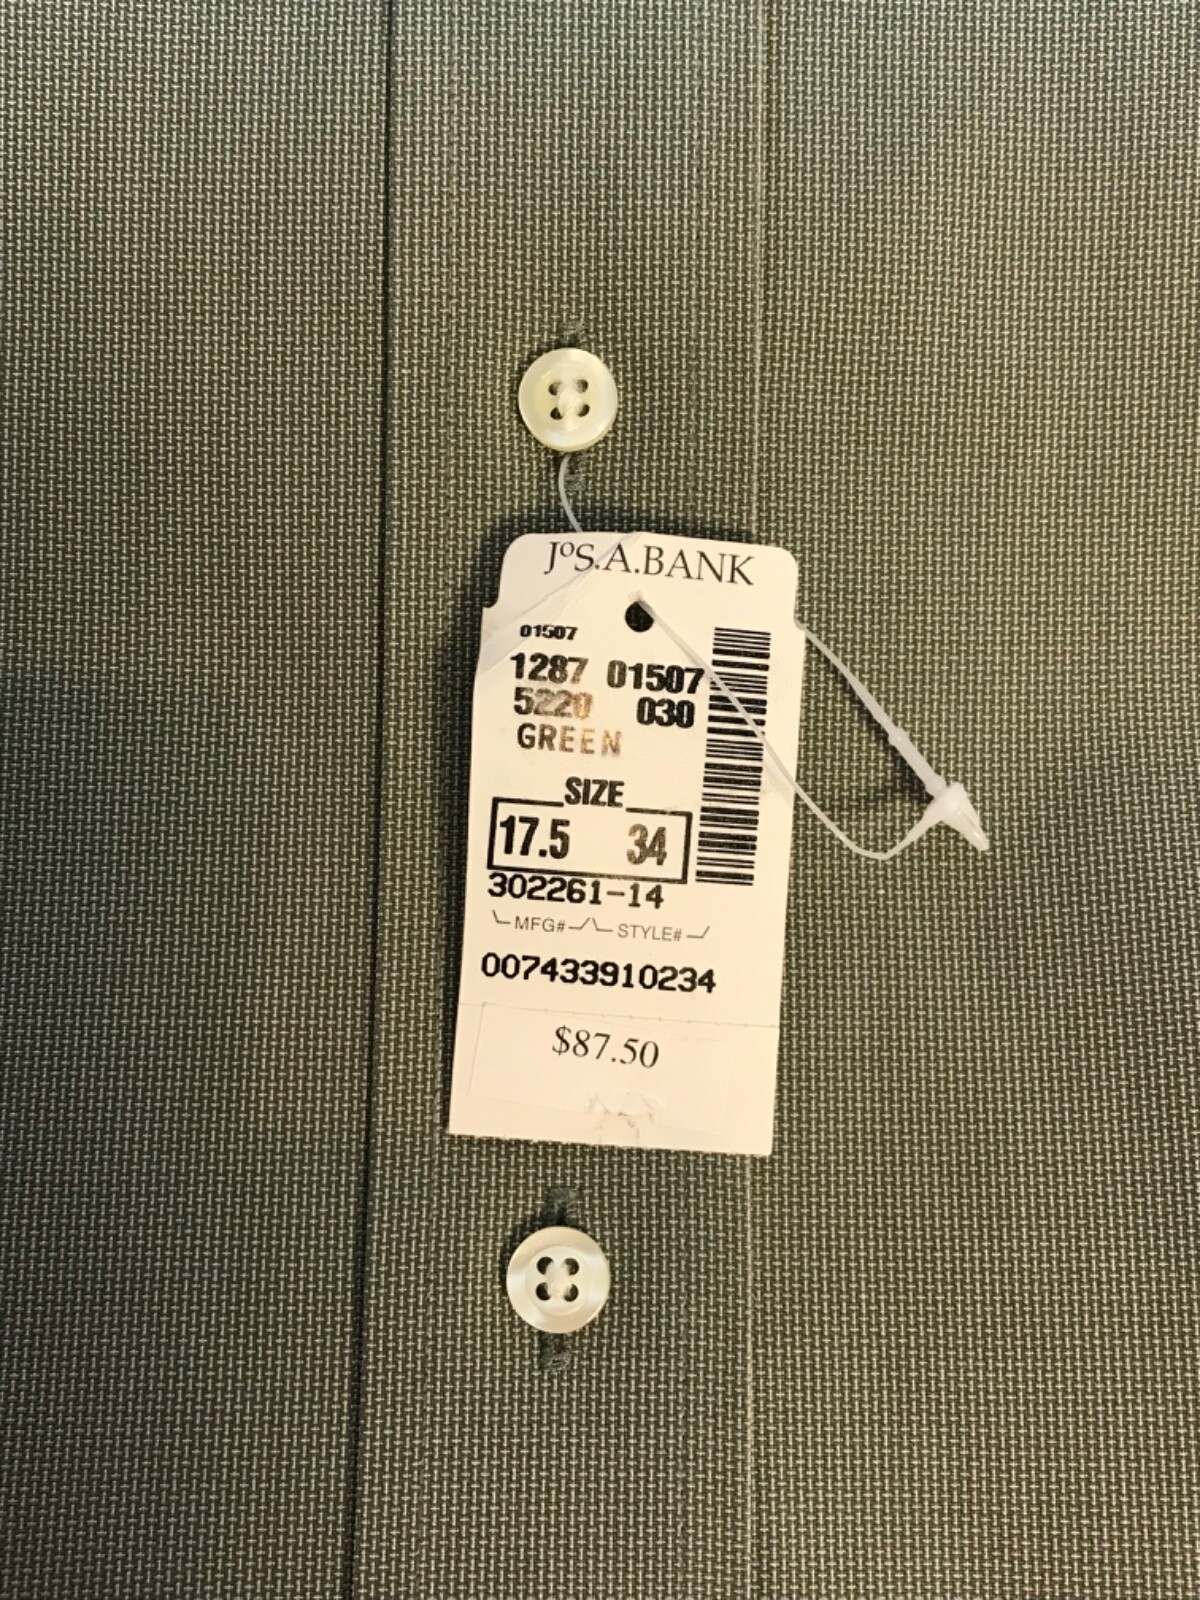 JoS.A.BANK
01507
1287 01507
5220 030
GREEN
SIZE
17.5 34
302261-14
MFG# STYLE#
007433910234
$87.50